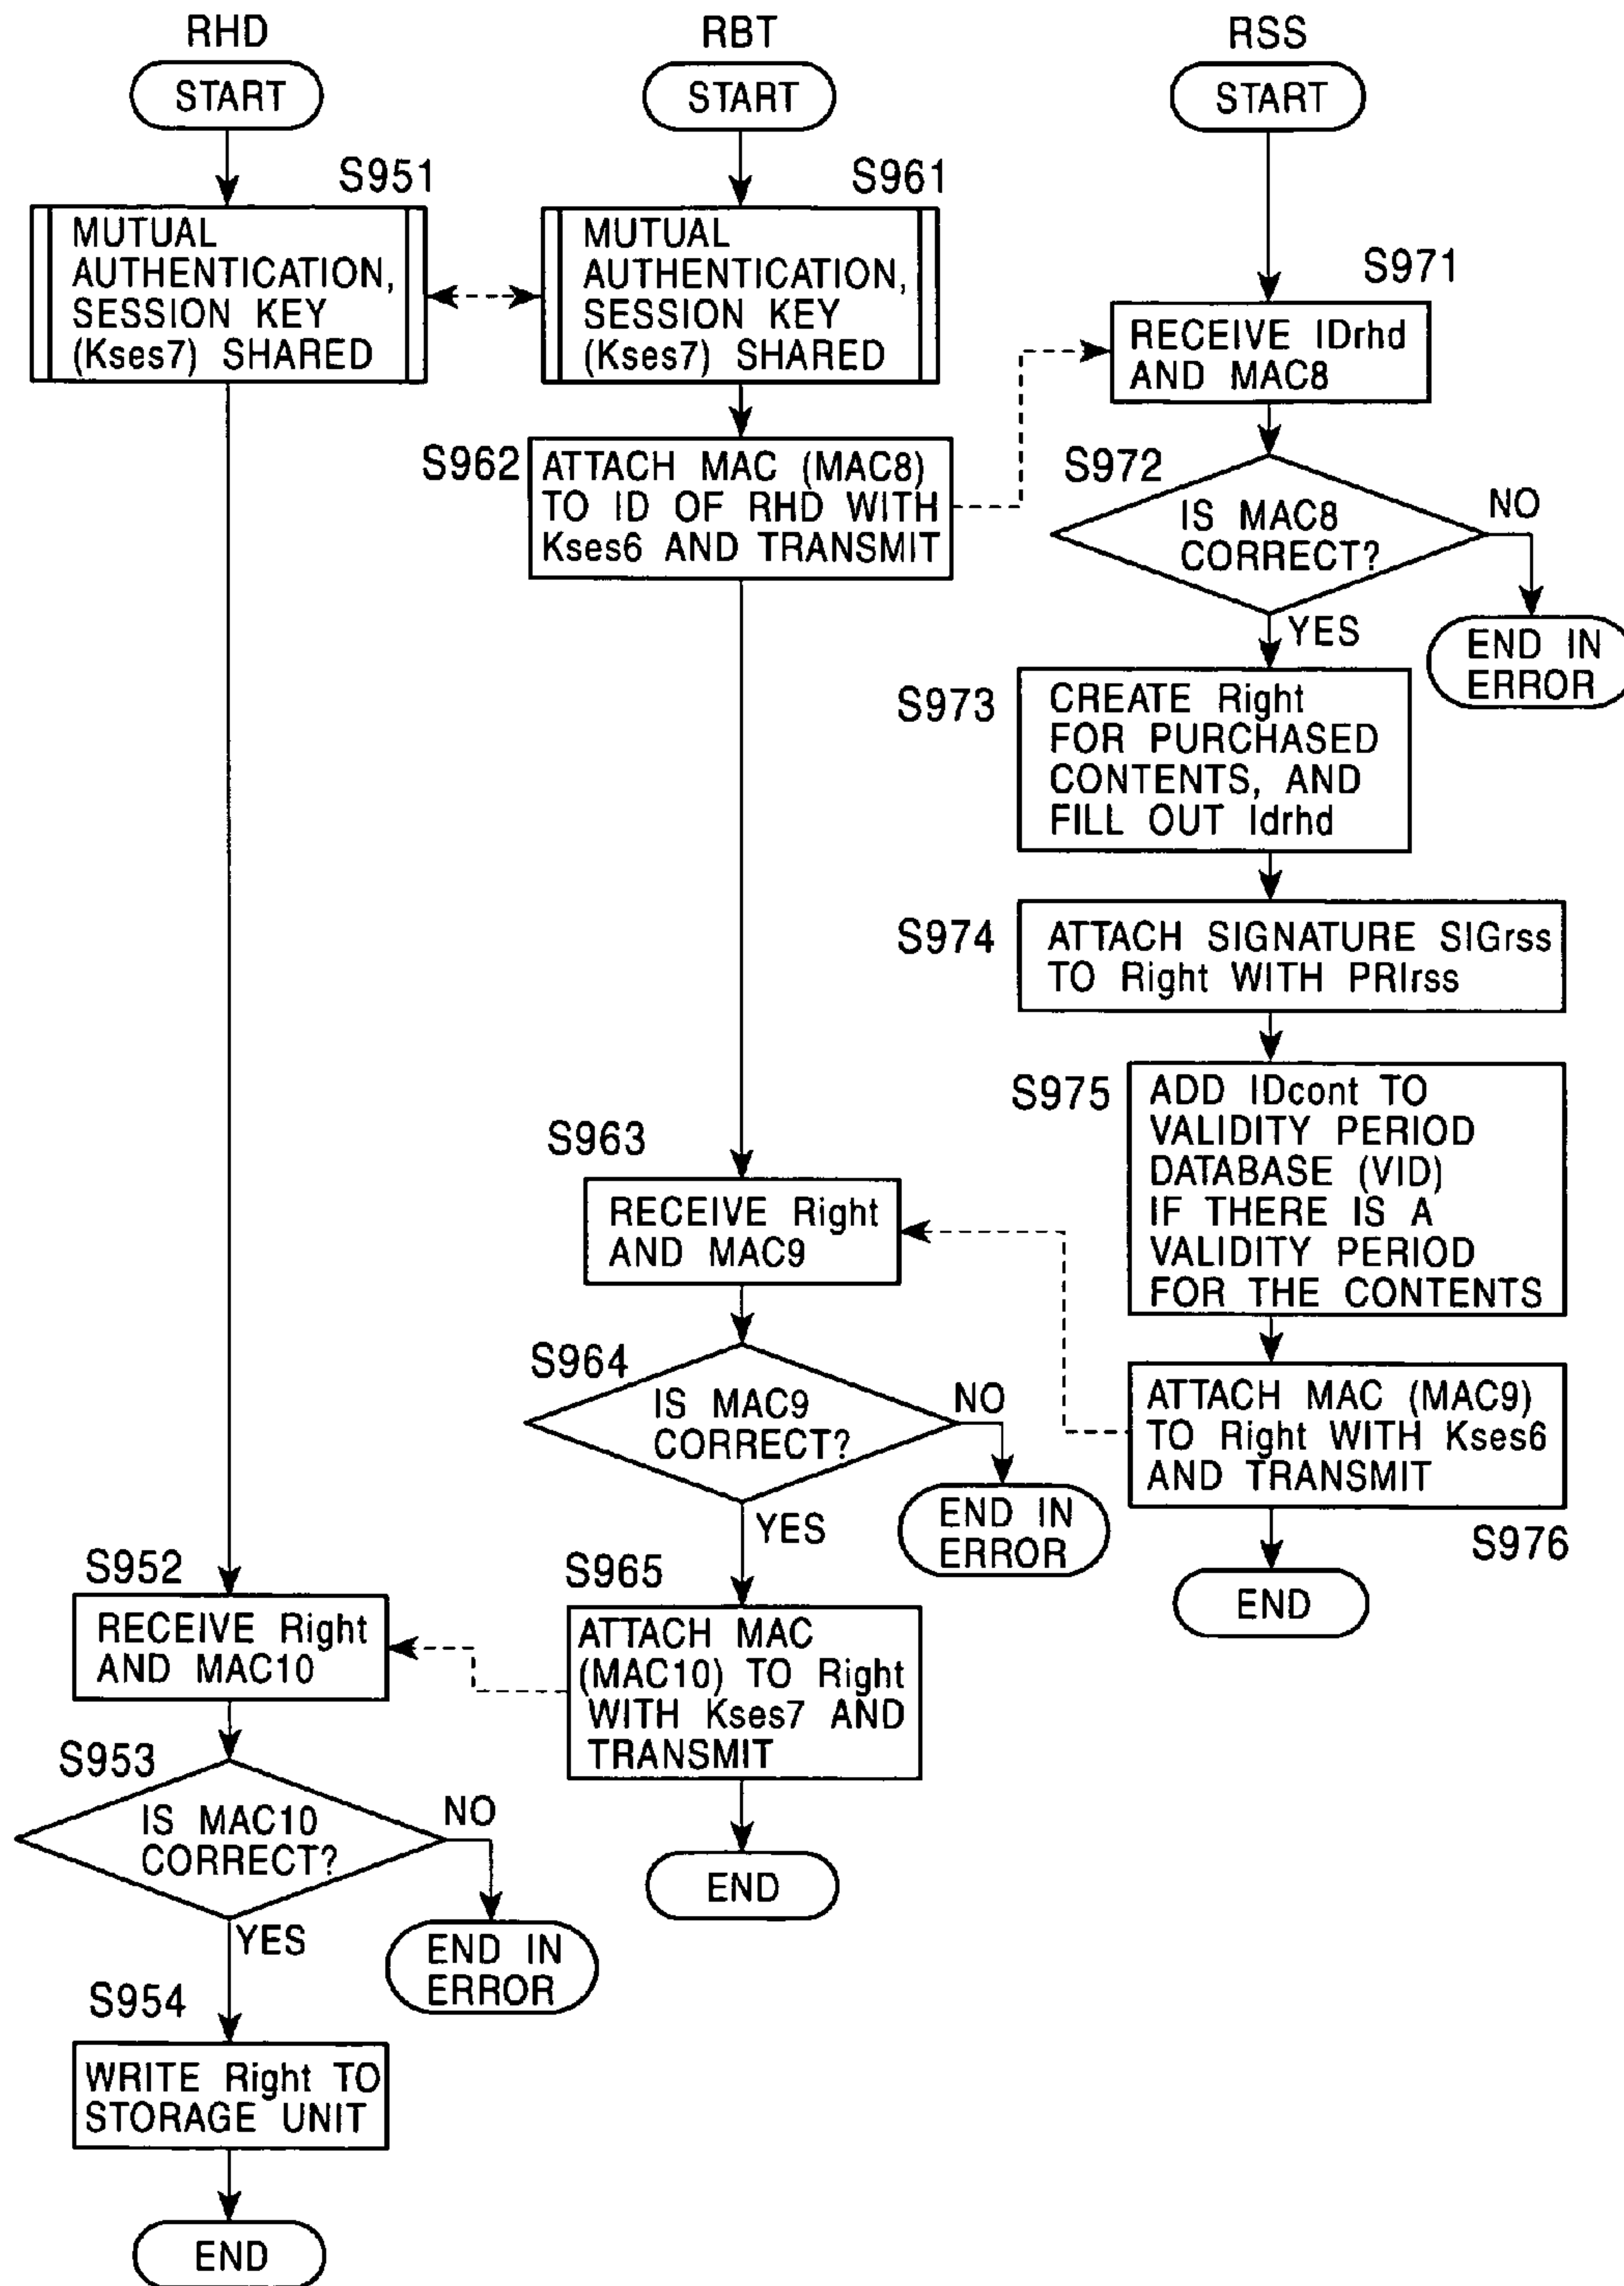 RHD
START
S951
MUTUAL
AUTHENTICATION,
SESSION KEY
(Kses7) SHARED
S952
RECEIVE Right
AND MAC10
S953
IS MAC10
CORRECT?
NO
END IN
ERROR
YES
S954
WRITE Right TO
STORAGE UNIT
END
RBT
START
S961
MUTUAL
AUTHENTICATION,
SESSION KEY
(Kses7) SHARED
S962
ATTACH MAC (MAC8)
TO ID OF RHD WITH
Kses6 AND TRANSMIT
S963
RECEIVE Right
AND MAC9
S964
IS MAC9
CORRECT?
NO
END IN
ERROR
YES
S965
ATTACH MAC
(MAC10) TO Right
WITH Kses7 AND
TRANSMIT
END
RSS
START
S971
RECEIVE IDrhd
AND MAC8
S972
IS MAC8
CORRECT?
NO
END IN
ERROR
YES
S973
CREATE Right
FOR PURCHASED
CONTENTS, AND
FILL OUT Idrhd
S974
ATTACH SIGNATURE SIGrss
TO Right WITH PRIrss
S975
ADD IDcont TO
VALIDITY PERIOD
DATABASE (VID)
IF THERE IS A
VALIDITY PERIOD
FOR THE CONTENTS
ATTACH MAC (MAC9)
TO Right WITH Kses6
AND TRANSMIT
S976
END